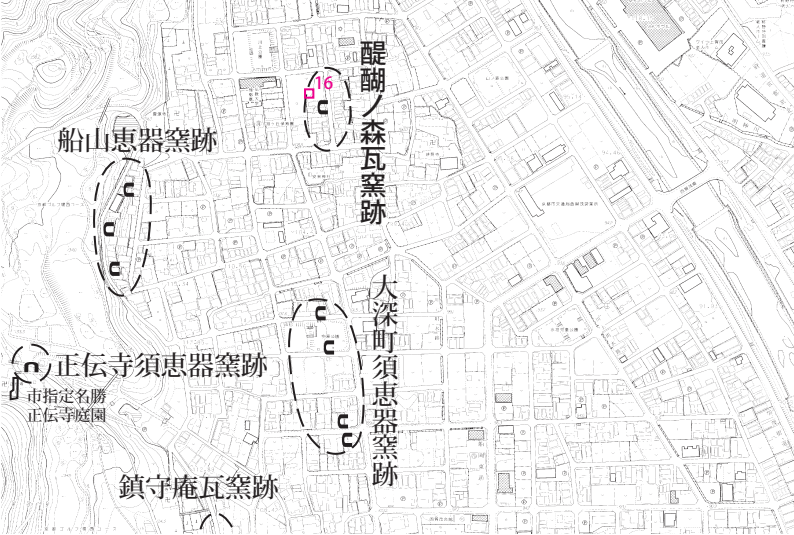 醍醐ノ森瓦窯跡
16
船山恵器窯跡
大深町須恵器窯跡
正伝寺須恵器窯跡
市指定名勝
正伝寺庭園
鎮守庵瓦窯跡